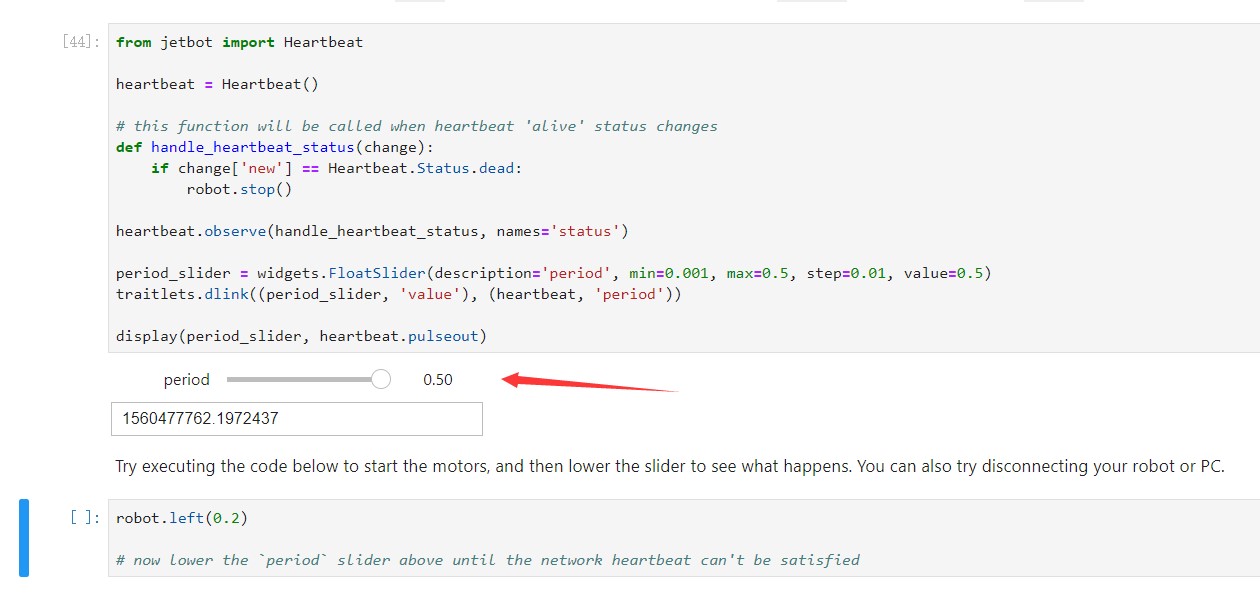 [44]: from jetbot import Heartbeat
heartbeat = Heartbeat()
# this function will be called when heartbeat 'alive' status changes
def handle_heartbeat_status(change):
    if change['new'] == Heartbeat.Status.dead:
        robot.stop()
heartbeat.observe(handle_heartbeat_status, names='status')
period_slider = widgets.FloatSlider(description='period', min=0.001, max=0.5, step=0.01, value=0.5)
traitlets.dlink((period_slider, 'value'), (heartbeat, 'period'))
display(period_slider, heartbeat.pulseout)
period 0.50
1560477762.1972437
Try executing the code below to start the motors, and then lower the slider to see what happens. You can also try disconnecting your robot or PC.
[ ]: robot.left(0.2)
# now lower the `period` slider above until the network heartbeat can't be satisfied